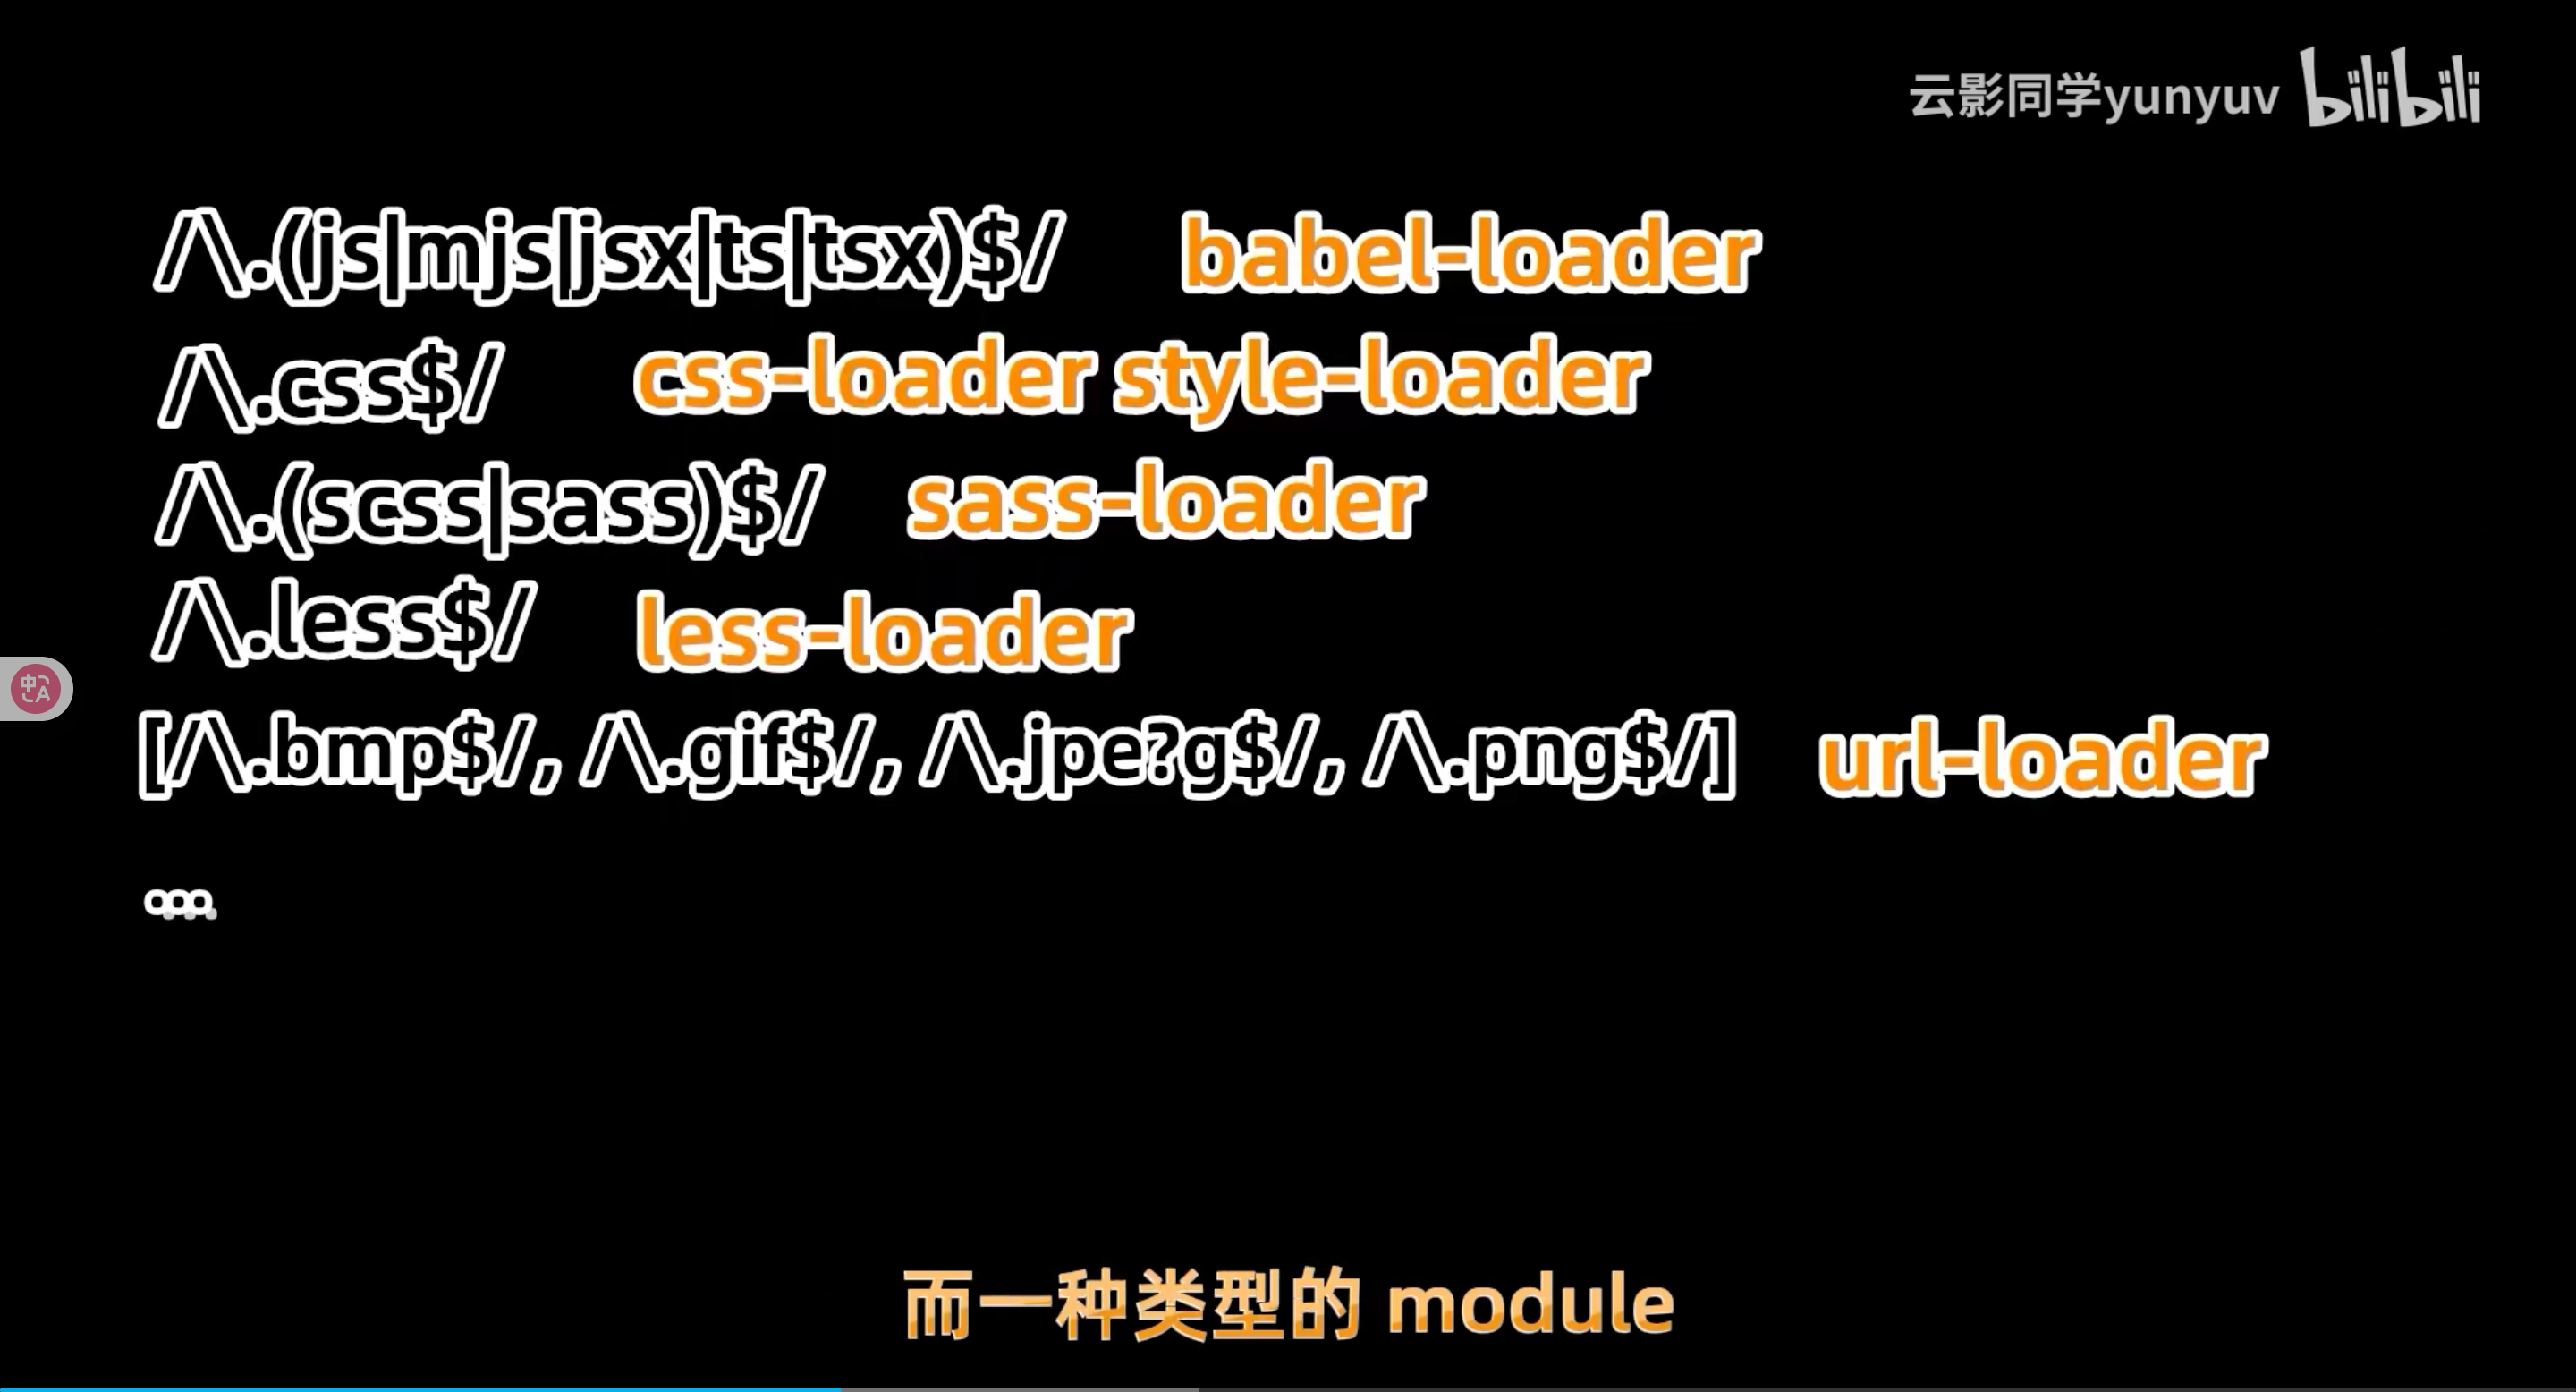 云影同学yunyuv bilibili
/\.(js|mjs|jsx|ts|tsx)$/ babel-loader
/\.css$/ css-loader style-loader
/\.(scss|sass)$/ sass-loader
/\.less$/ less-loader
[/\.bmp$/, /\.gif$/, /\.jpe?g$/, /\.png$/] url-loader
...
中A
而一种类型的 module